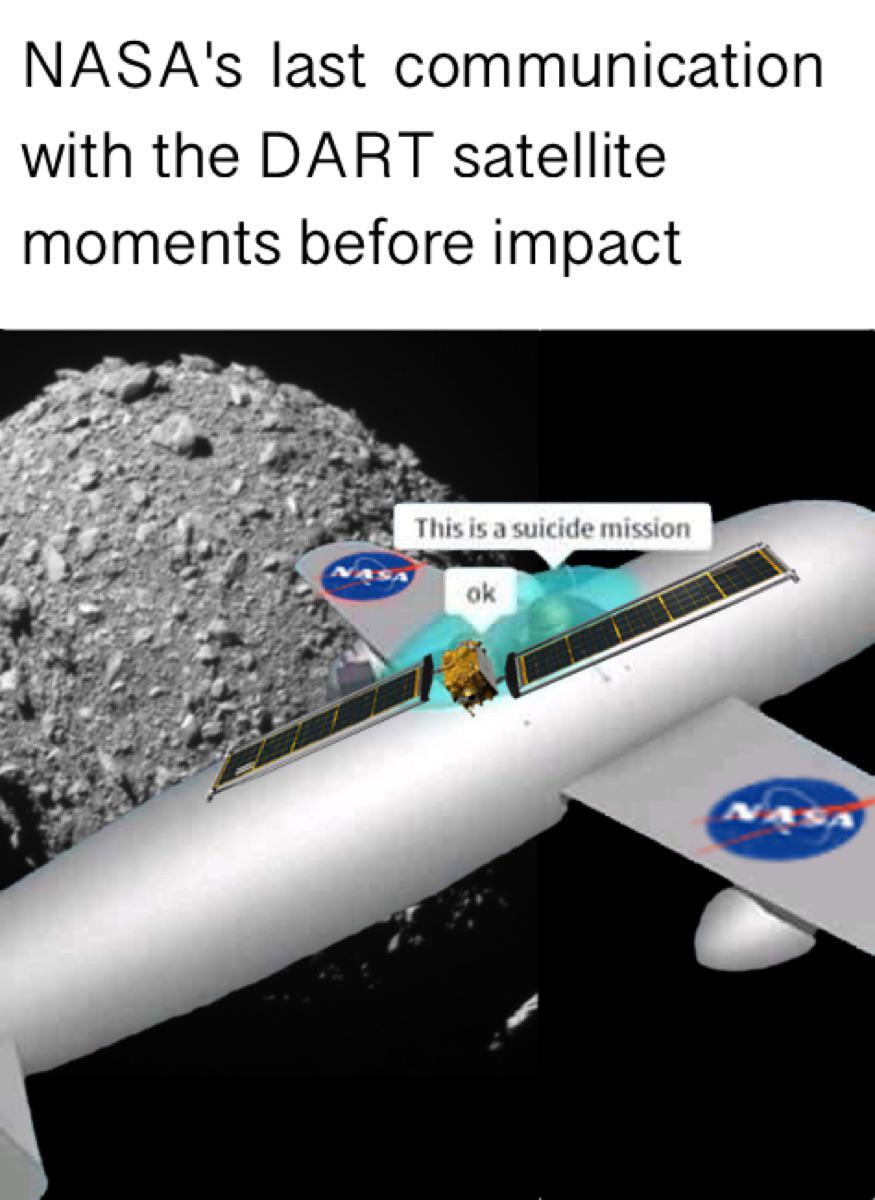 NASA's last communication
with the DART satellite
moments before impact
This is a suicide mission
NASA
ok
NASA